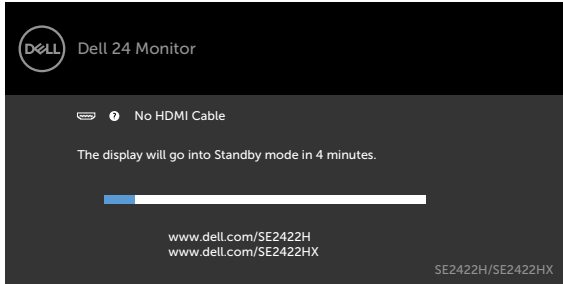 DELL
Dell 24 Monitor
? No HDMI Cable
The display will go into Standby mode in 4 minutes.
www.dell.com/SE2422H
www.dell.com/SE2422HX
SE2422H/SE2422HX